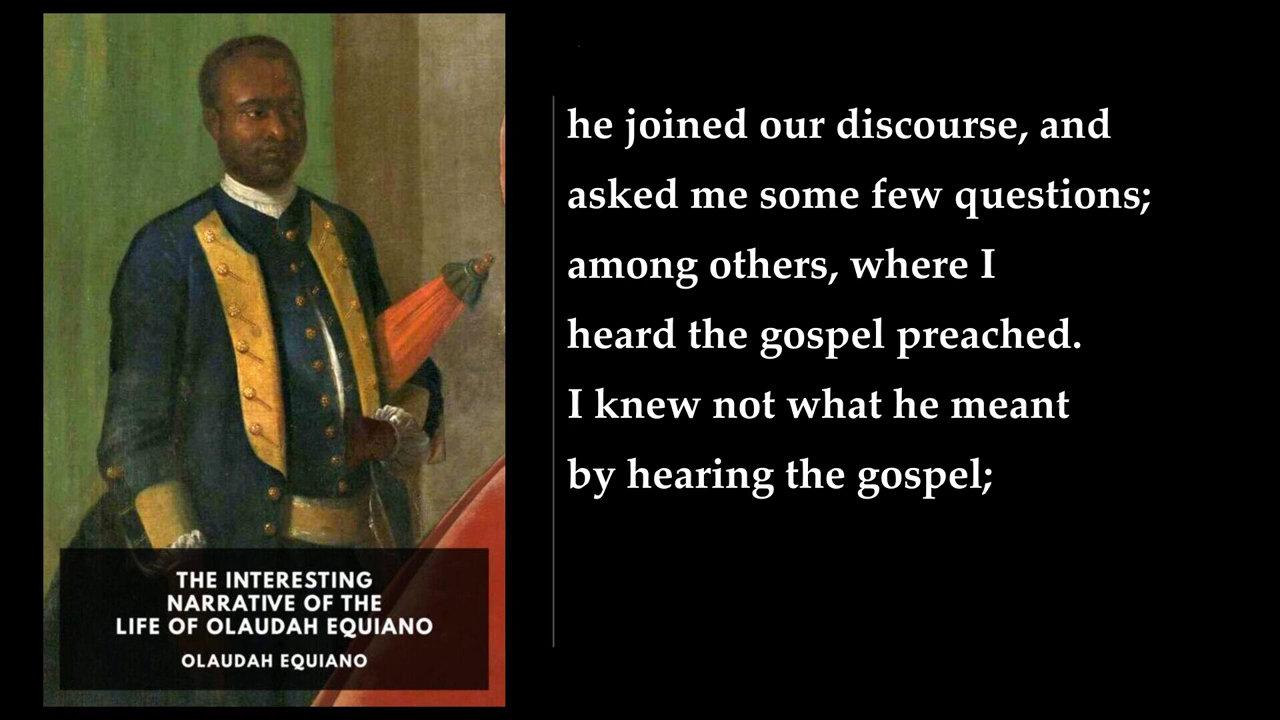 THE INTERESTING
NARRATIVE OF THE
LIFE OF OLAUDAH EQUIANO
OLAUDAH EQUIANO
he joined our discourse, and
asked me some few questions;
among others, where I
heard the gospel preached.
I knew not what he meant
by hearing the gospel;